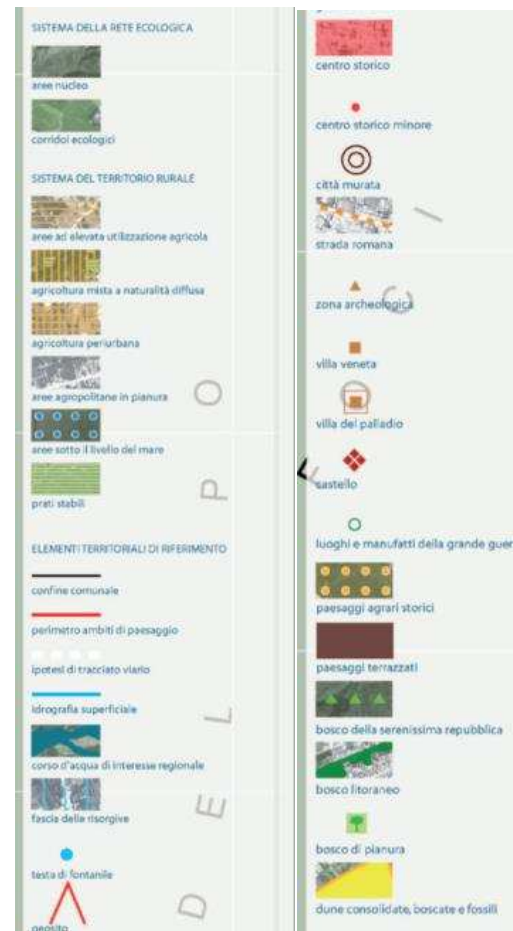 SISTEMA DELLA RETE ECOLOGICA
aree nucleo
corridoi ecologici
SISTEMA DEL TERRITORIO RURALE
aree ad elevata utilizzazione agricola
agricoltura mista a naturalità diffusa
agricoltura periurbana
aree agropolitane in pianura
aree sotto il livello del mare
prati stabili
ELEMENTI TERRITORIALI DI RIFERIMENTO
confine comunale
perimetro ambiti di paesaggio
ipotesi di tracciato viario
idrografia superficiale
corso d'acqua di interesse regionale
fascia delle risorgive
testa di fontanile
geosito
O
P
L
E
D
centro storico
centro storico minore
città murata
strada romana
zona archeologica
villa veneta
villa del palladio
castello
luoghi e manufatti della grande guer
paesaggi agrari storici
paesaggi terrazzati
bosco della serenissima repubblica
bosco litoraneo
bosco di pianura
dune consolidate, boscate e fossili
I
C
O
F